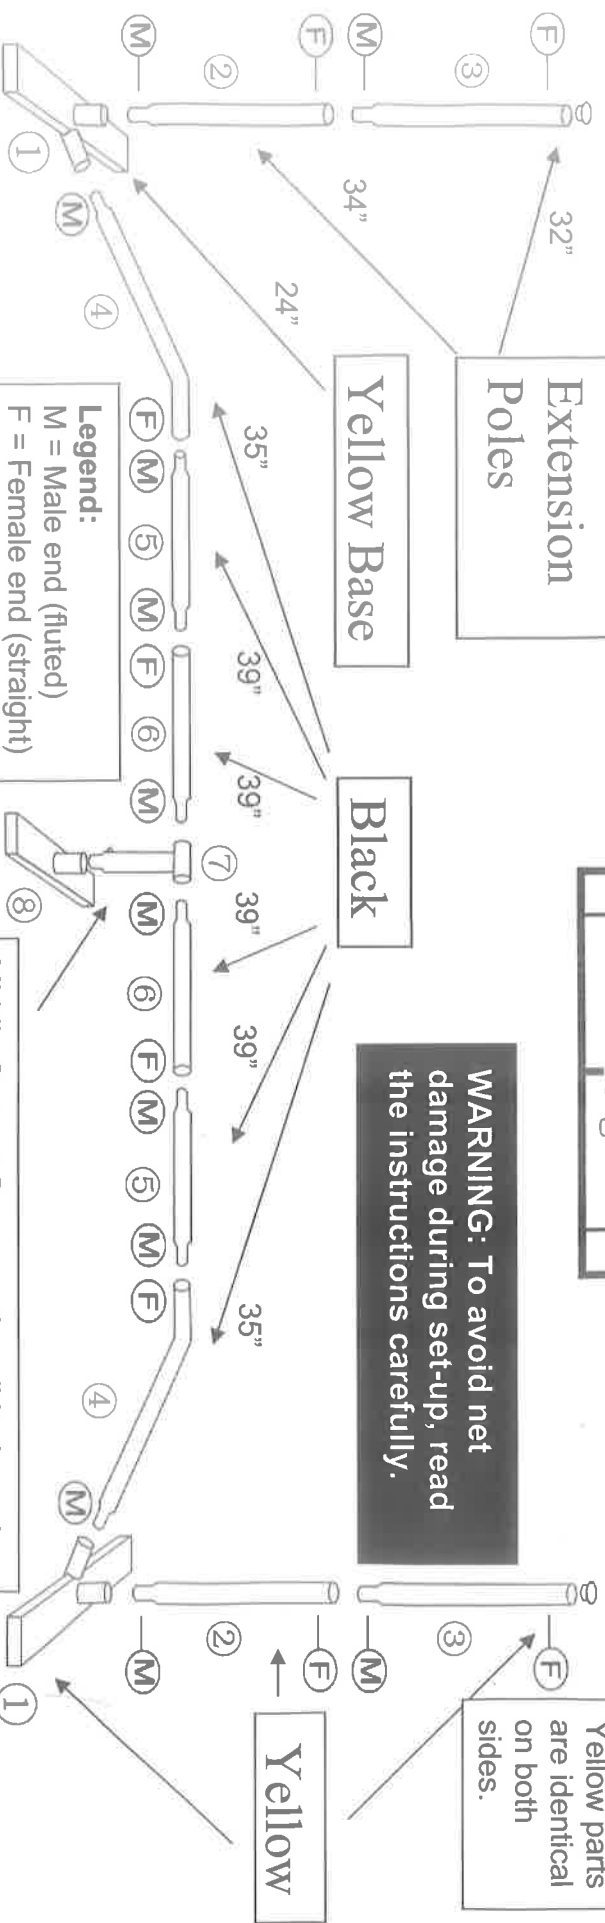 Yellow parts
are identical
on both
sides.
Extension
Poles
WARNING: To avoid net
damage during set-up, read
the instructions carefully.
F 32" F
3 3
M M
Yellow Base
Black
Yellow
F 34" F
2 24" 35" 39" 39" 39" 39" 35" 2
M M
7
1 M 4 F M 5 M F 6 M M 6 F M 5 M F 4 M 1
8
Legend:
M = Male end (fluted)
F = Female end (straight)